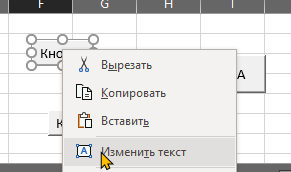 F G H I
Кно
A
Вырезать
Копировать
К
Вставить
Изменить текст